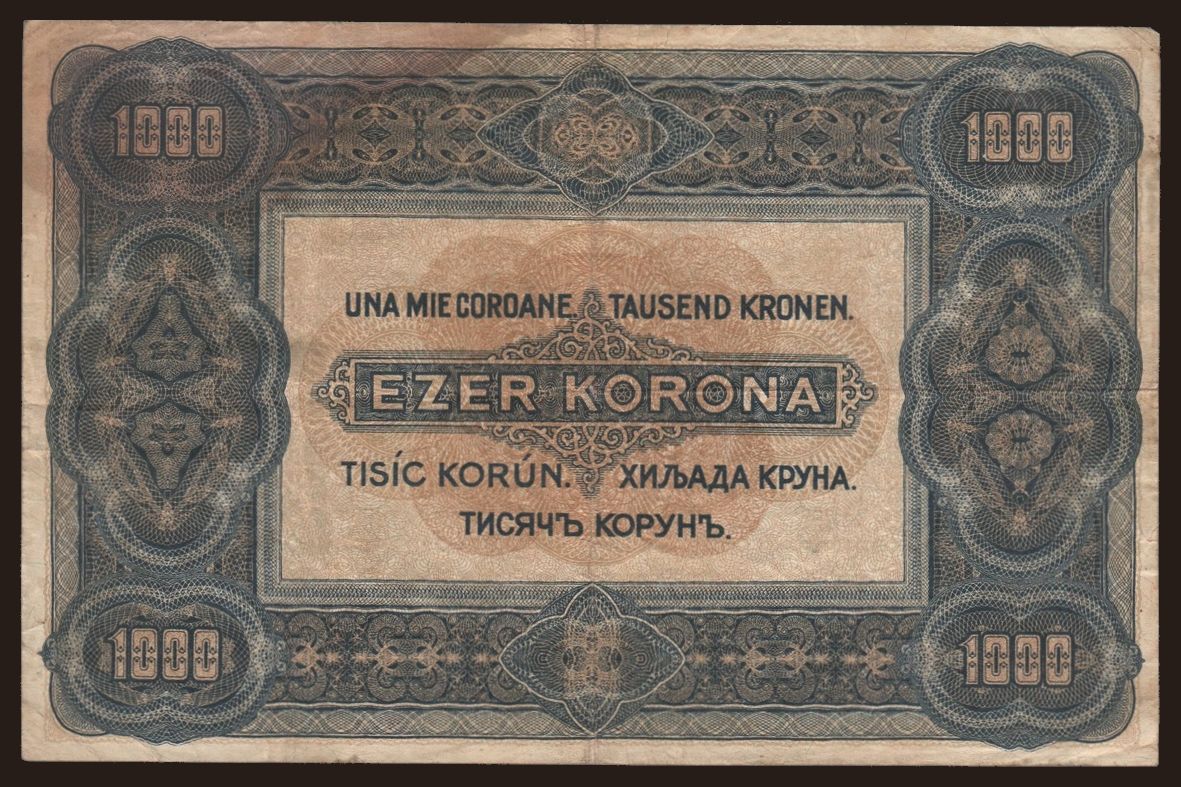 1000 1000
UNA MIE COROANE. TAUSEND KRONEN.
EZER KORONA
TISÍC KORÚN. ХИЉАДА КРУНА.
ТИСЯЧЪ КОРУНЪ.
1000 1000